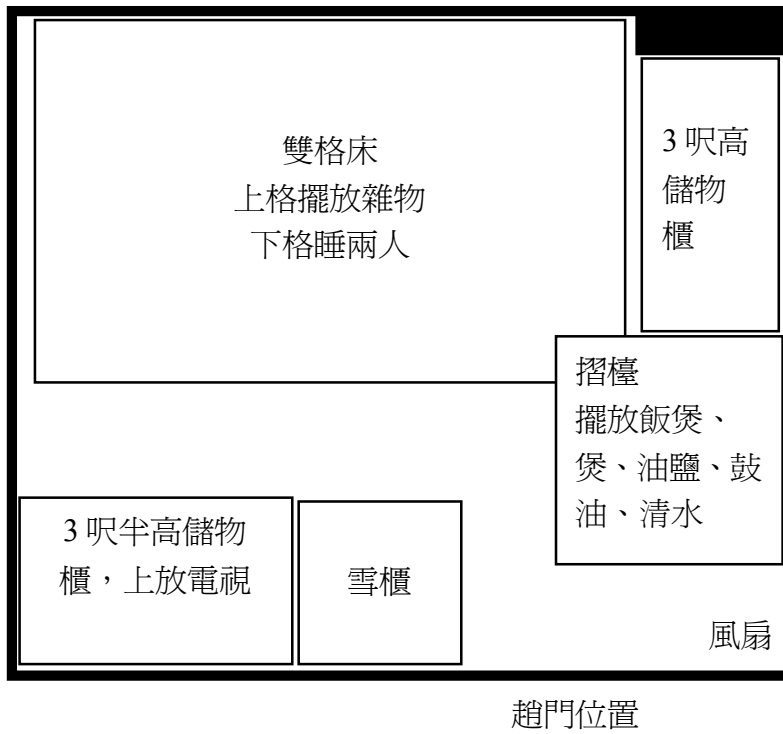 雙格床
上格擺放雜物
下格睡兩人
3 呎高
儲物
櫃
摺檯
擺放飯煲、
煲、油鹽、鼓
油、清水
3 呎半高儲物
櫃，上放電視
雪櫃
風扇
趟門位置